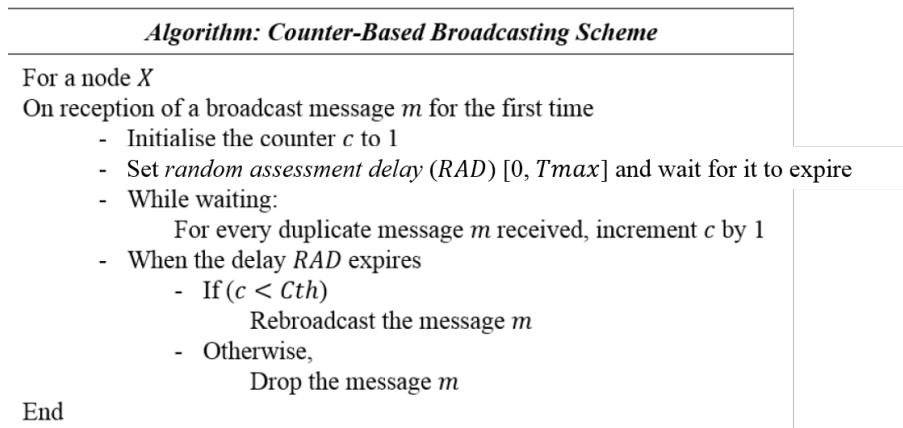 Algorithm: Counter-Based Broadcasting Scheme
For a node X
On reception of a broadcast message m for the first time
- Initialise the counter c to 1
- Set random assessment delay (RAD) [0, Tmax] and wait for it to expire
- While waiting:
For every duplicate message m received, increment c by 1
- When the delay RAD expires
- If (c < Cth)
Rebroadcast the message m
- Otherwise,
Drop the message m
End